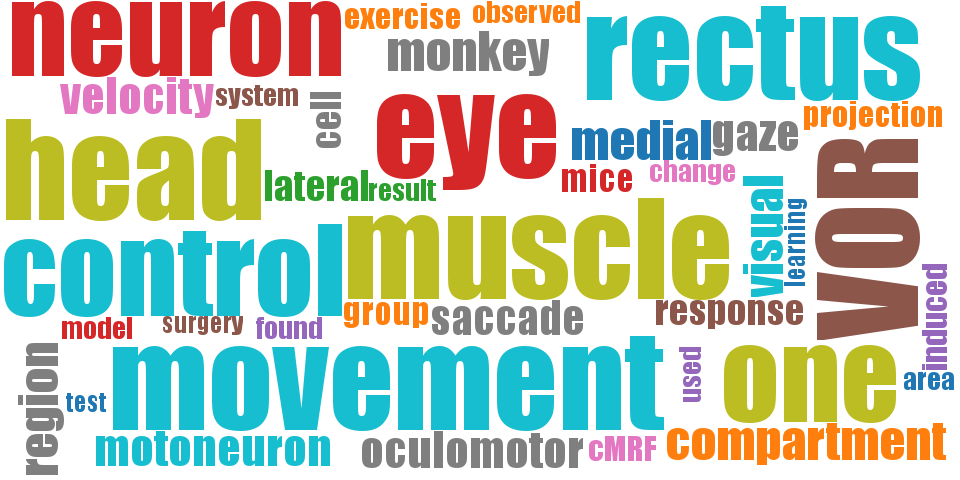 neuron
exercise
observed
rectus
monkey
velocity
system
cell
eye
projection
medial
gaze
head
lateral
result
mice
change
visual
learning
VOR
muscle
control
group
saccade
response
induced
model
surgery
found
movement
used
one
area
region
test
motoneuron
oculomotor
cMRF
compartment